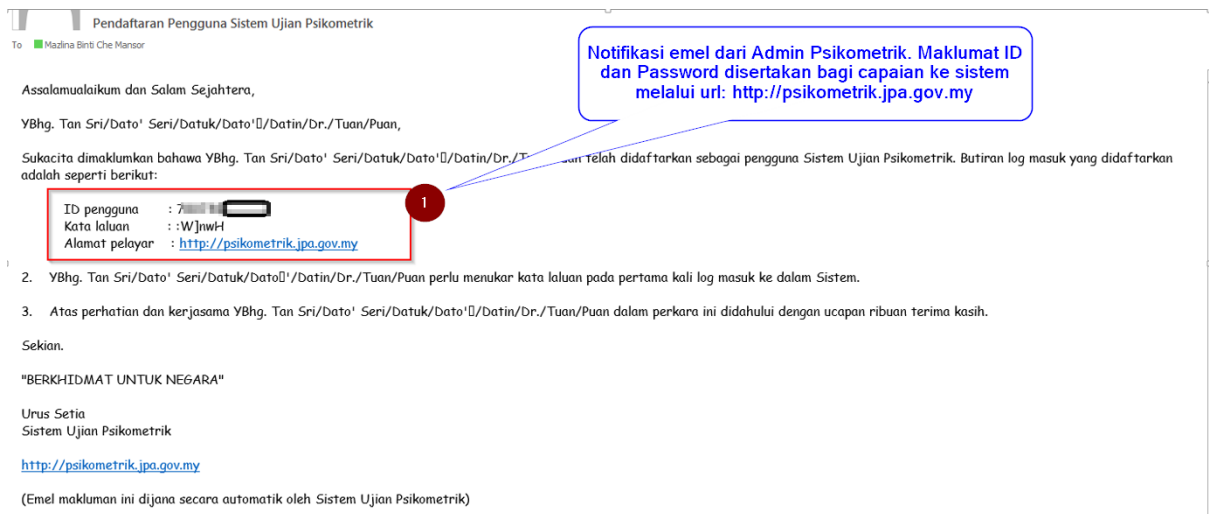 Pendaftaran Pengguna Sistem Ujian Psikometrik
To Mazlina Binti Che Mansor
Notifikasi emel dari Admin Psikometrik. Maklumat ID
dan Password disertakan bagi capaian ke sistem
melalui url: http://psikometrik.jpa.gov.my
Assalamualaikum dan Salam Sejahtera,
YBhg. Tan Sri/Dato' Seri/Datuk/Dato'▯/Datin/Dr./Tuan/Puan,
Sukacita dimaklumkan bahawa YBhg. Tan Sri/Dato' Seri/Datuk/Dato'▯/Datin/Dr./T telah didaftarkan sebagai pengguna Sistem Ujian Psikometrik. Butiran log masuk yang didaftarkan
adalah seperti berikut:
ID pengguna : 7
Kata laluan : :W]nwH
Alamat pelayar : http://psikometrik.jpa.gov.my
1
2. YBhg. Tan Sri/Dato' Seri/Datuk/Dato▯'/Datin/Dr./Tuan/Puan perlu menukar kata laluan pada pertama kali log masuk ke dalam Sistem.
3. Atas perhatian dan kerjasama YBhg. Tan Sri/Dato' Seri/Datuk/Dato'▯/Datin/Dr./Tuan/Puan dalam perkara ini didahului dengan ucapan ribuan terima kasih.
Sekian.
"BERKHIDMAT UNTUK NEGARA"
Urus Setia
Sistem Ujian Psikometrik
http://psikometrik.jpa.gov.my
(Emel makluman ini dijana secara automatik oleh Sistem Ujian Psikometrik)